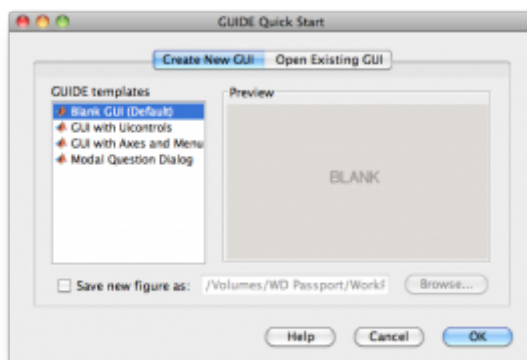 GUIDE Quick Start
Create New GUI Open Existing GUI
GUIDE templates
Preview
Blank GUI (Default)
GUI with Uicontrols
GUI with Axes and Menu
Modal Question Dialog
BLANK
Save new figure as: /Volumes/WD Passport/Work Browse...
Help Cancel OK